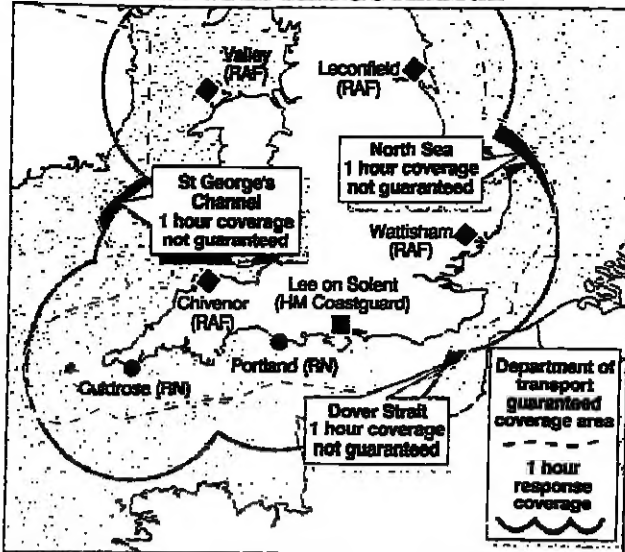 Valley
(RAF)
Leconfield
(RAF)
North Sea
1 hour coverage
not guaranteed
St George's
Channel
1 hour coverage
not guaranteed
Wattisham
(RAF)
Chivenor
(RAF)
Lee on Solent
(HM Coastguard)
Portland (RN)
Culdrose (RN)
Dover Strait
1 hour coverage
not guaranteed
Department of
transport
guaranteed
coverage area
1 hour
response
coverage